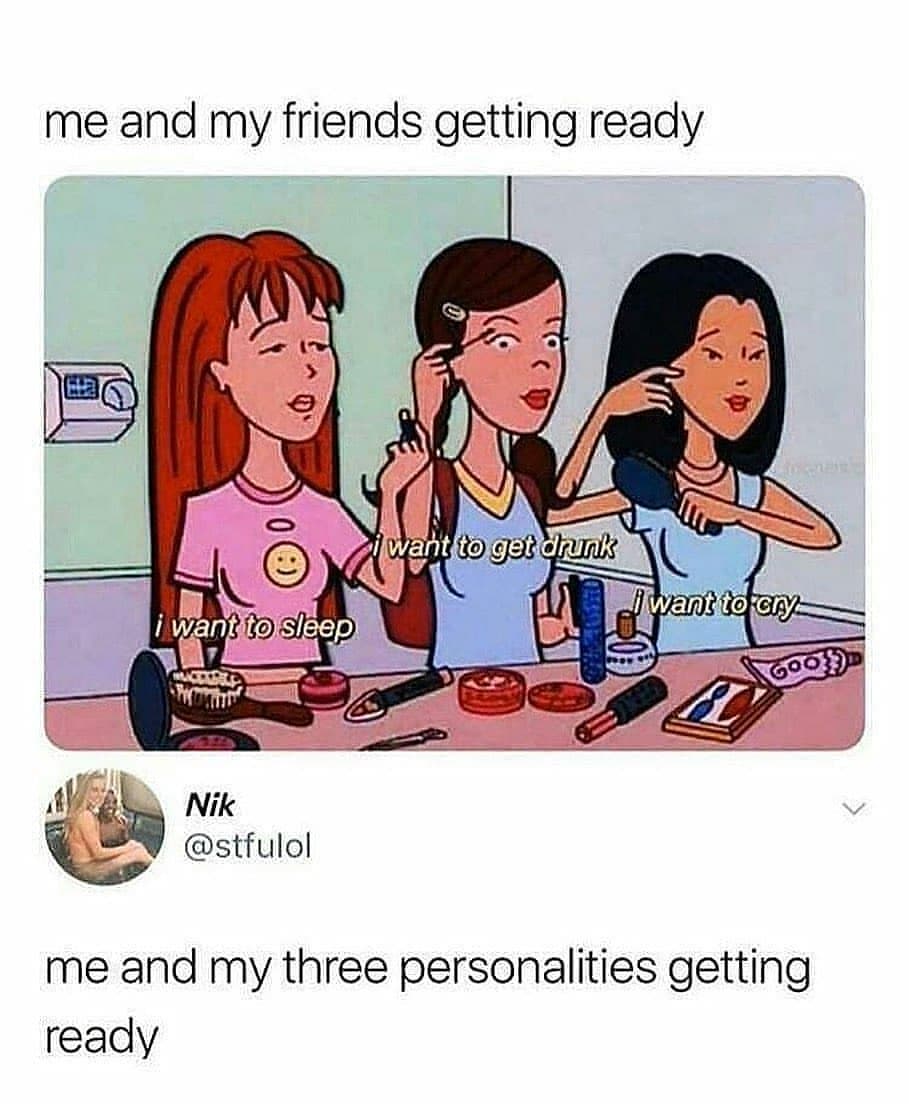 me and my friends getting ready
i want to get drunk
i want to cry
i want to sleep
GOO
Nik
@stfulol
me and my three personalities getting
ready